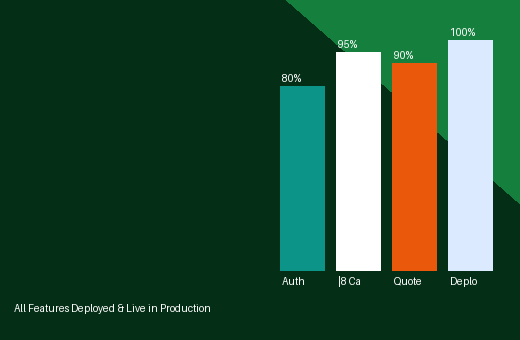 100%
95%
90%
80%
Auth
|8 Ca
Quote
Deplo
All Features Deployed & Live in Production